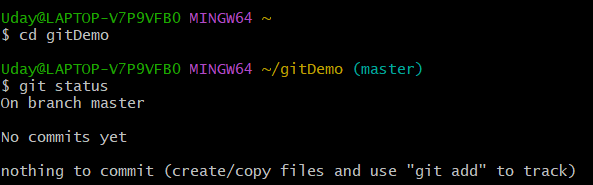 Uday@LAPTOP-V7P9VFB0 MINGW64 ~
$ cd gitDemo
Uday@LAPTOP-V7P9VFB0 MINGW64 ~/gitDemo (master)
$ git status
On branch master
No commits yet
nothing to commit (create/copy files and use "git add" to track)